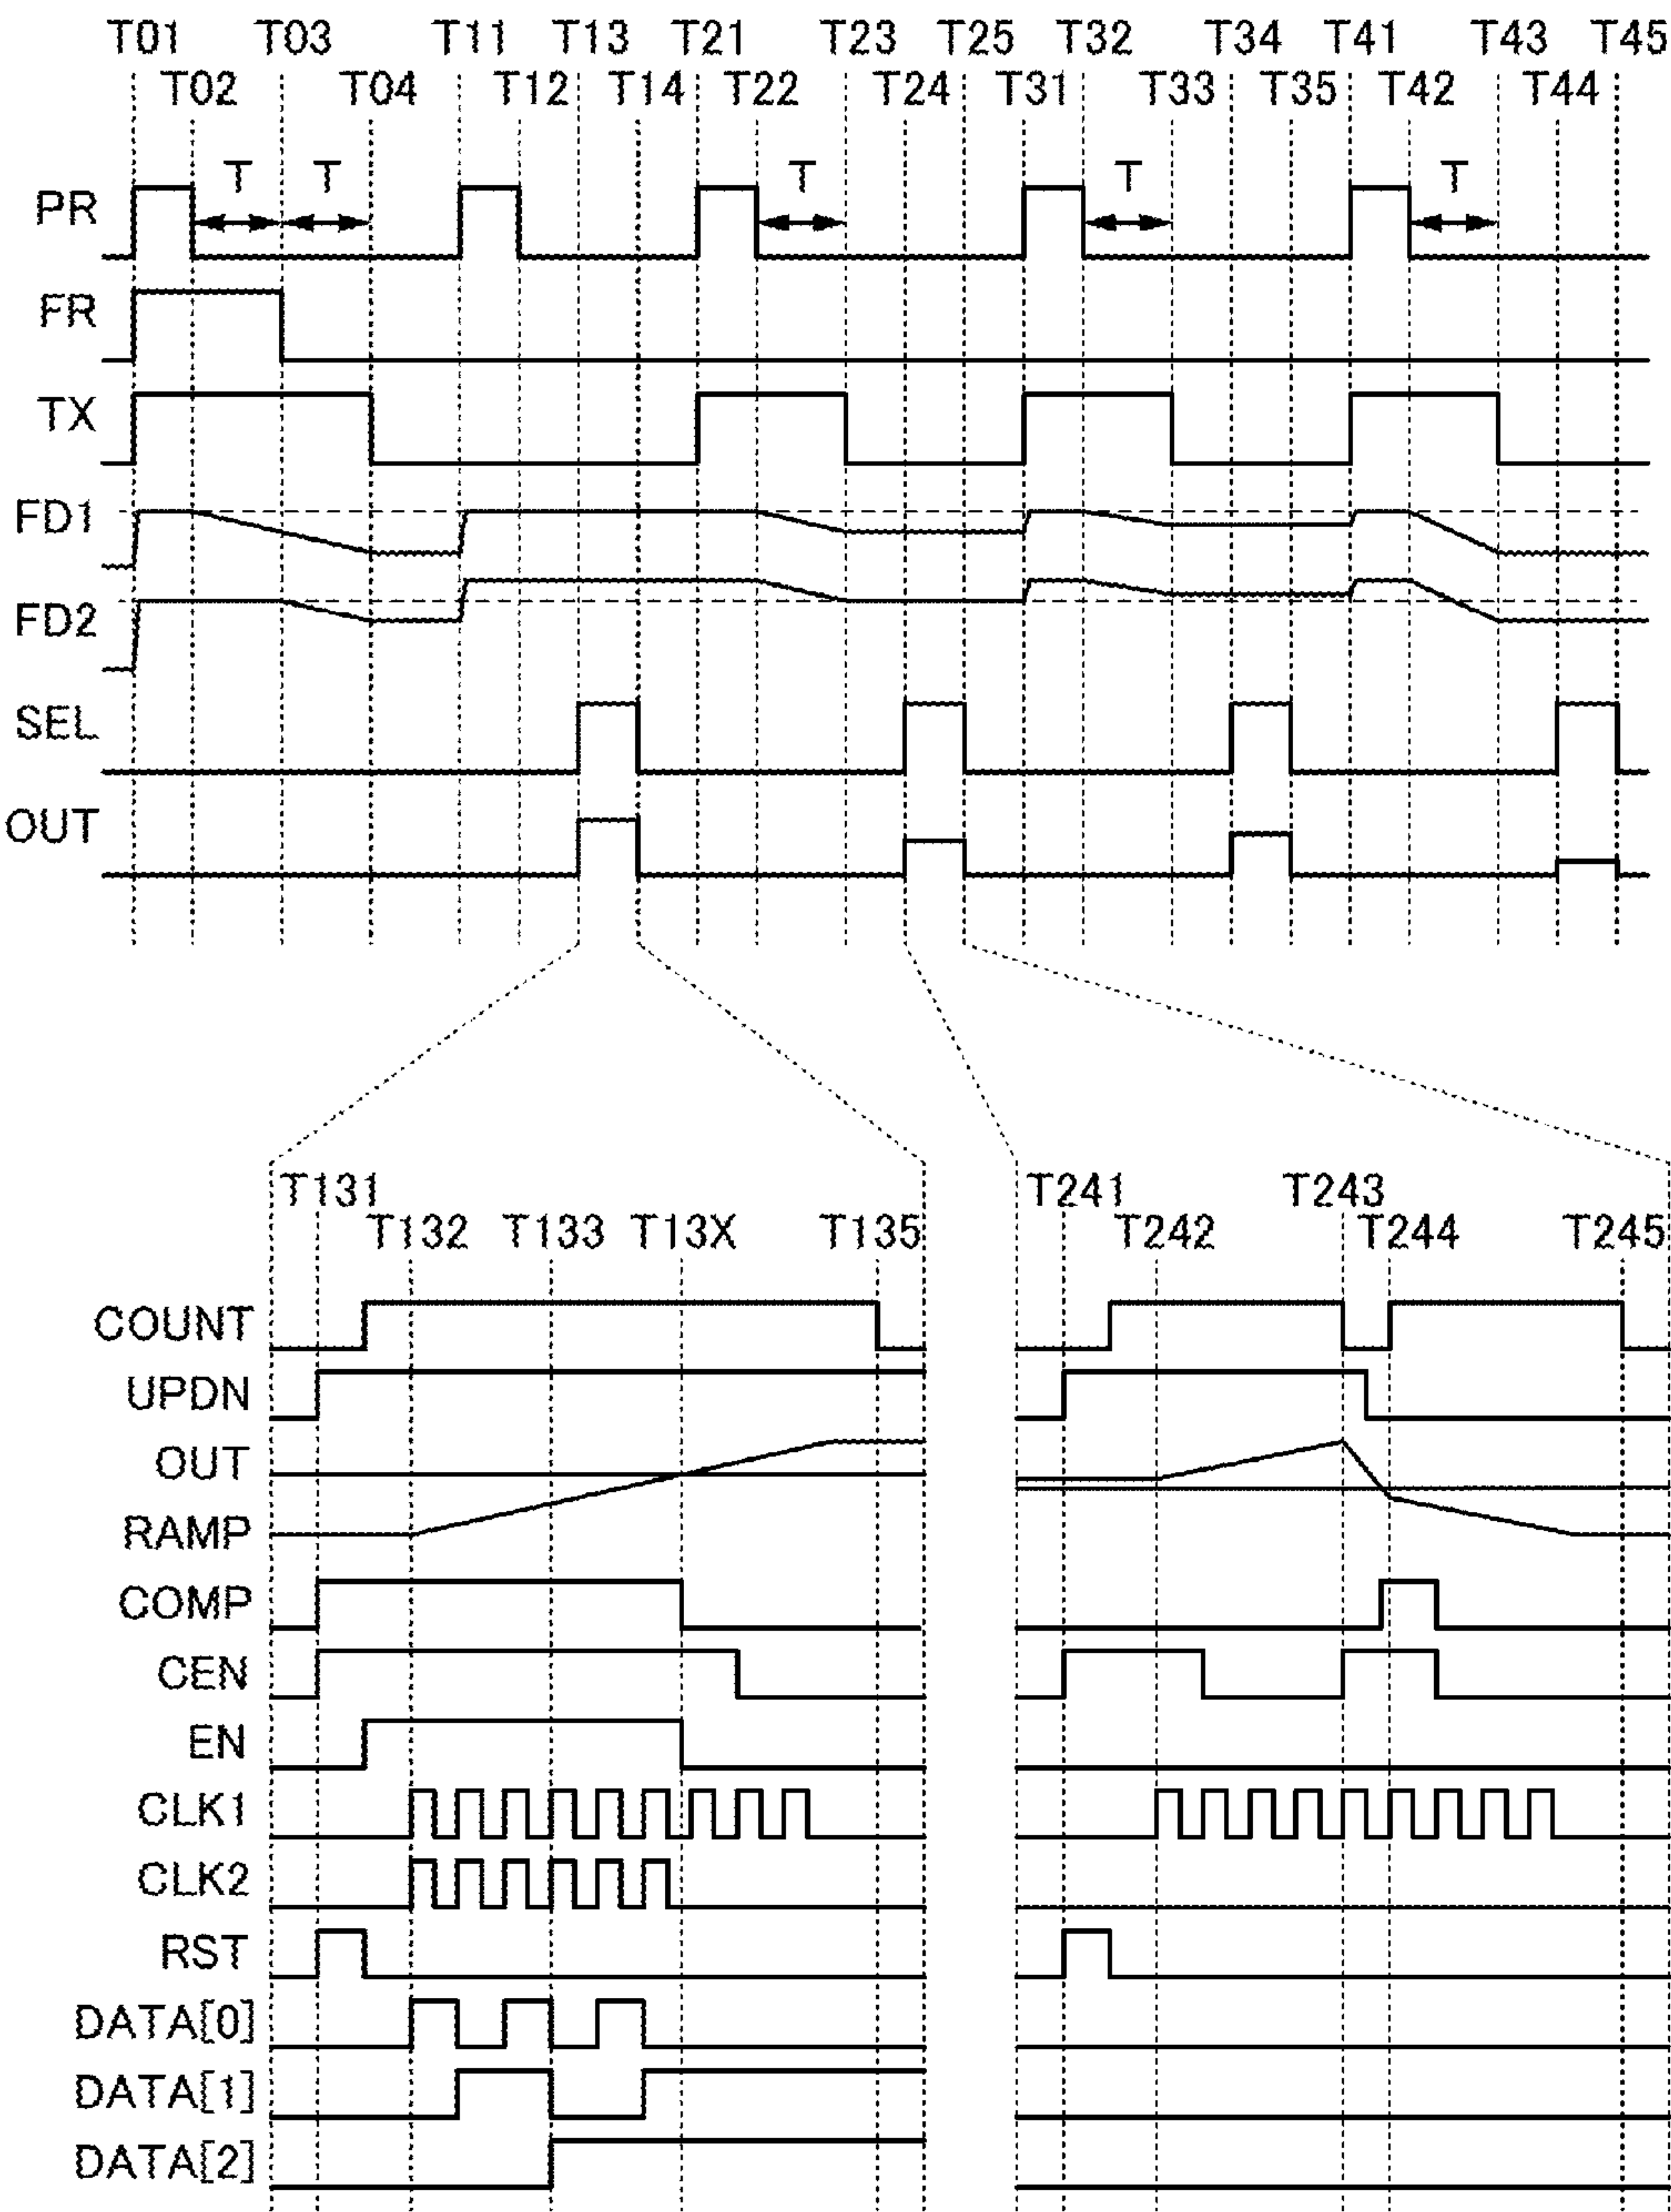 T01 T03 T11 T13 T21 T23 T25 T32 T34 T41 T43 T45
T02 T04 T12 T14 T22 T24 T31 T33 T35 T42 T44
T T T T T
PR
FR
TX
FD1
FD2
SEL
OUT
T131 T241 T243
T132 T133 T13X T135 T242 T244 T245
COUNT
UPDN
OUT
RAMP
COMP
CEN
EN
CLK1
CLK2
RST
DATA[0]
DATA[1]
DATA[2]